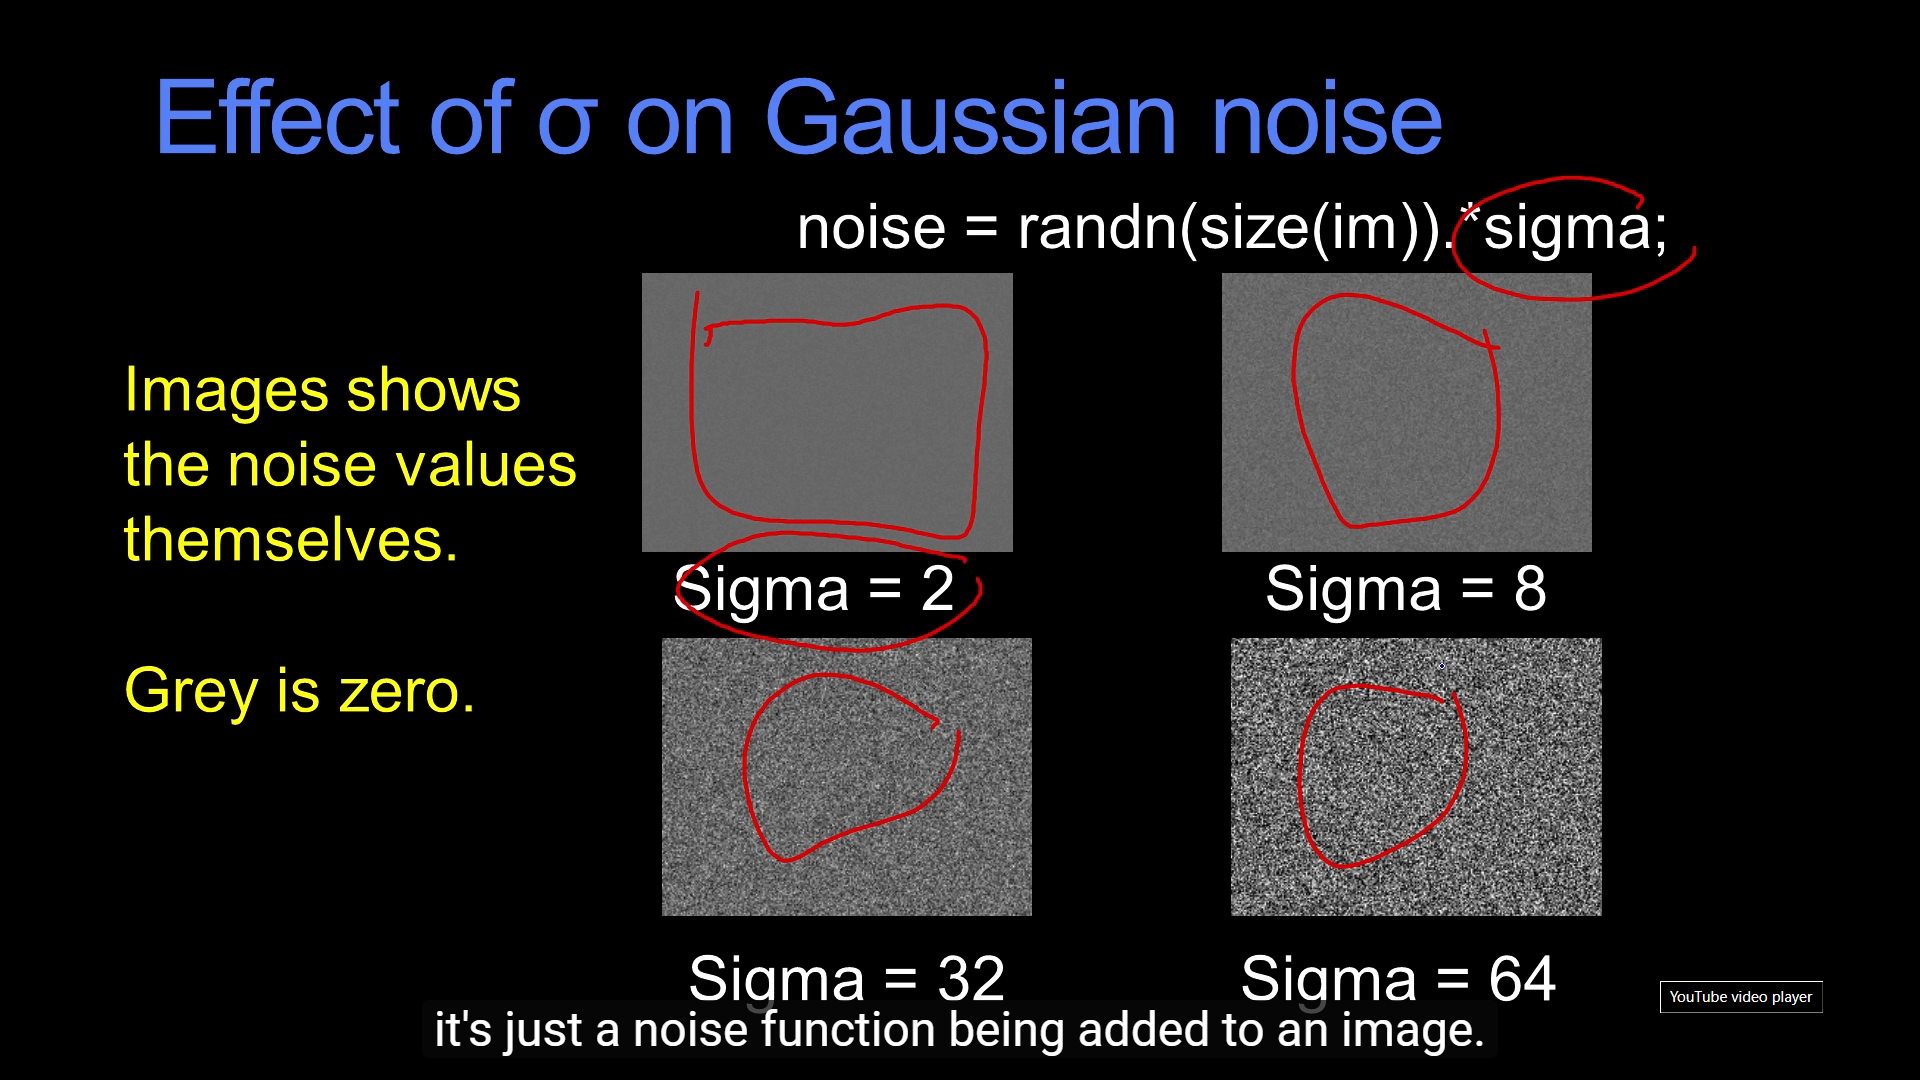 Effect of σ on Gaussian noise
noise = randn(size(im)).*sigma;
Images shows
the noise values
themselves.
Grey is zero.
Sigma = 2
Sigma = 8
Sigma = 32
Sigma = 64
YouTube video player
it's just a noise function being added to an image.